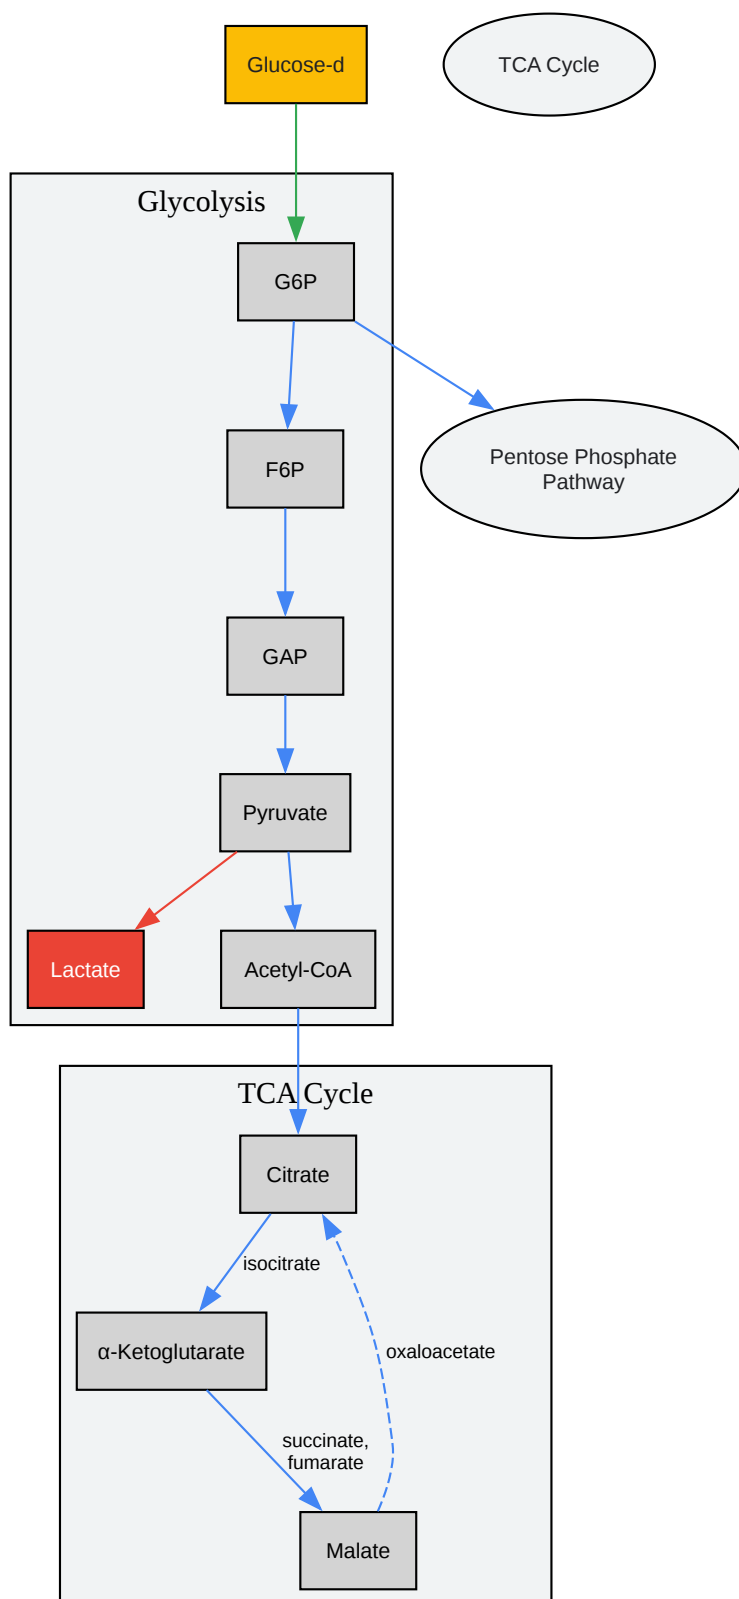 Glucose-d
TCA Cycle
Glycolysis
G6P
F6P
Pentose Phosphate
Pathway
GAP
Pyruvate
Lactate
Acetyl-CoA
TCA Cycle
Citrate
isocitrate
α-Ketoglutarate
oxaloacetate
succinate,
fumarate
Malate